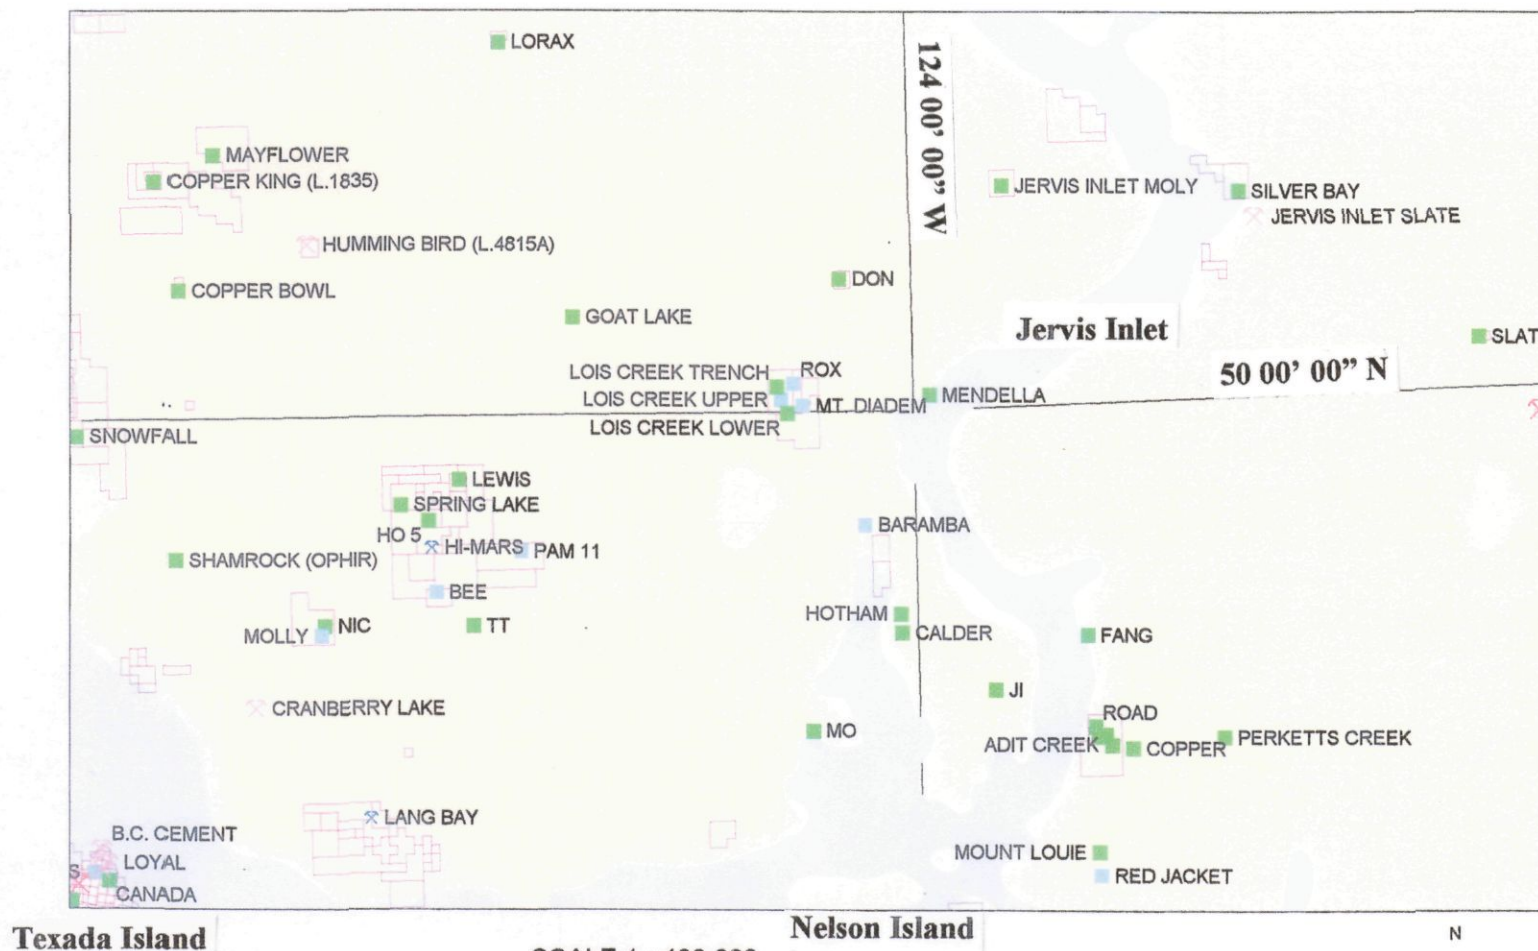 LORAX
124 00' 00" W
MAYFLOWER
COPPER KING (L.1835)
JERVIS INLET MOLY
SILVER BAY
JERVIS INLET SLATE
HUMMING BIRD (L.4815A)
DON
COPPER BOWL
GOAT LAKE
Jervis Inlet
SLAT
50 00' 00" N
LOIS CREEK TRENCH
ROX
LOIS CREEK UPPER
MT. DIADEM
MENDELLA
LOIS CREEK LOWER
SNOWFALL
LEWIS
SPRING LAKE
HO 5
HI-MARS
PAM 11
BARAMBA
SHAMROCK (OPHIR)
BEE
HOTHAM
NIC
MOLLY
TT
CALDER
FANG
JI
CRANBERRY LAKE
ROAD
MO
ADIT CREEK
COPPER
PERKETTS CREEK
LANG BAY
B.C. CEMENT
LOYAL
S
CANADA
MOUNT LOUIE
RED JACKET
Texada Island
Nelson Island
N